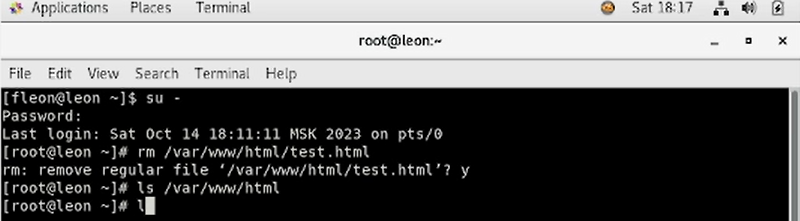 Applications Places Terminal Sat 18:17
root@leon:~
File Edit View Search Terminal Help
[fleon@leon ~]$ su -
Password:
Last login: Sat Oct 14 18:11:11 MSK 2023 on pts/0
[root@leon ~]# rm /var/www/html/test.html
rm: remove regular file ‘/var/www/html/test.html’? y
[root@leon ~]# ls /var/www/html
[root@leon ~]# l